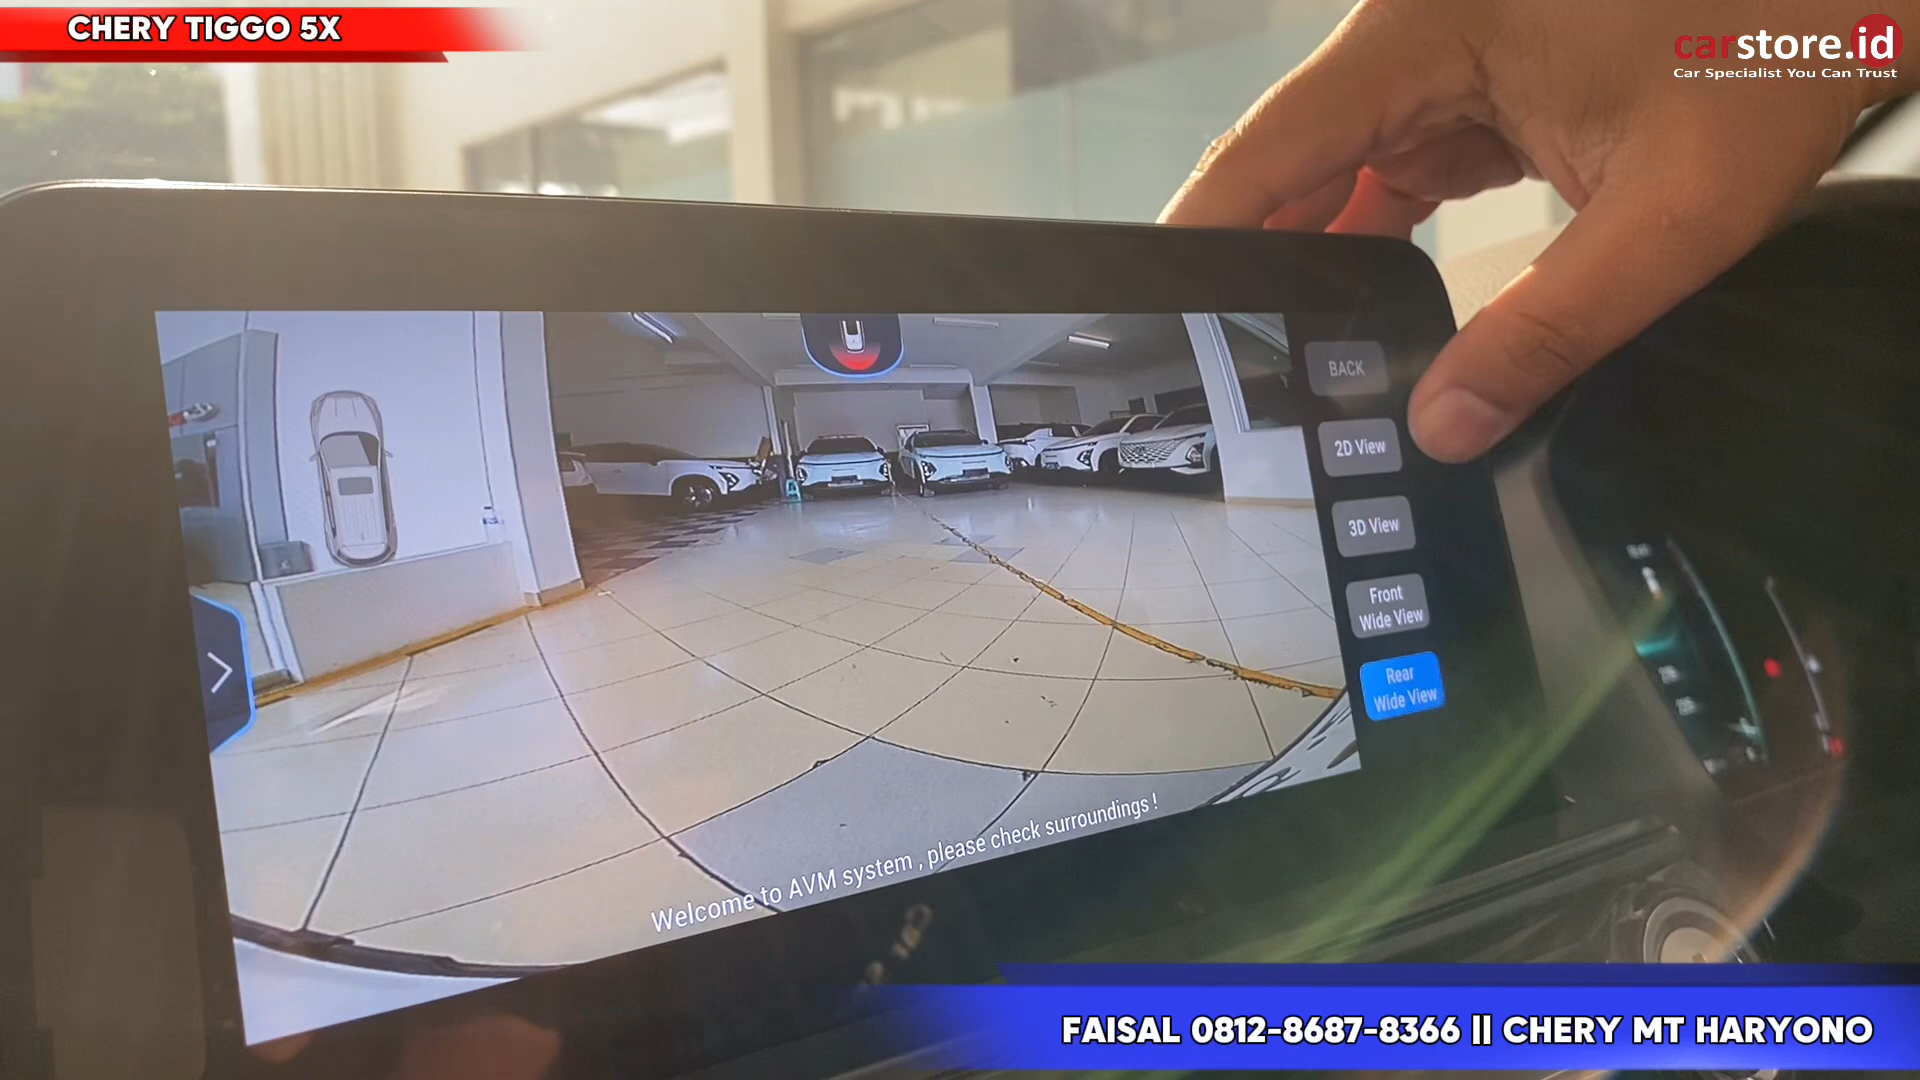 CHERY TIGGO 5X
carstore.id
Car Specialist You Can Trust
BACK
2D View
3D View
Front
Wide View
Rear
Wide View
Welcome to AVM system , please check surroundings !
FAISAL 0812-8687-8366 || CHERY MT HARYONO